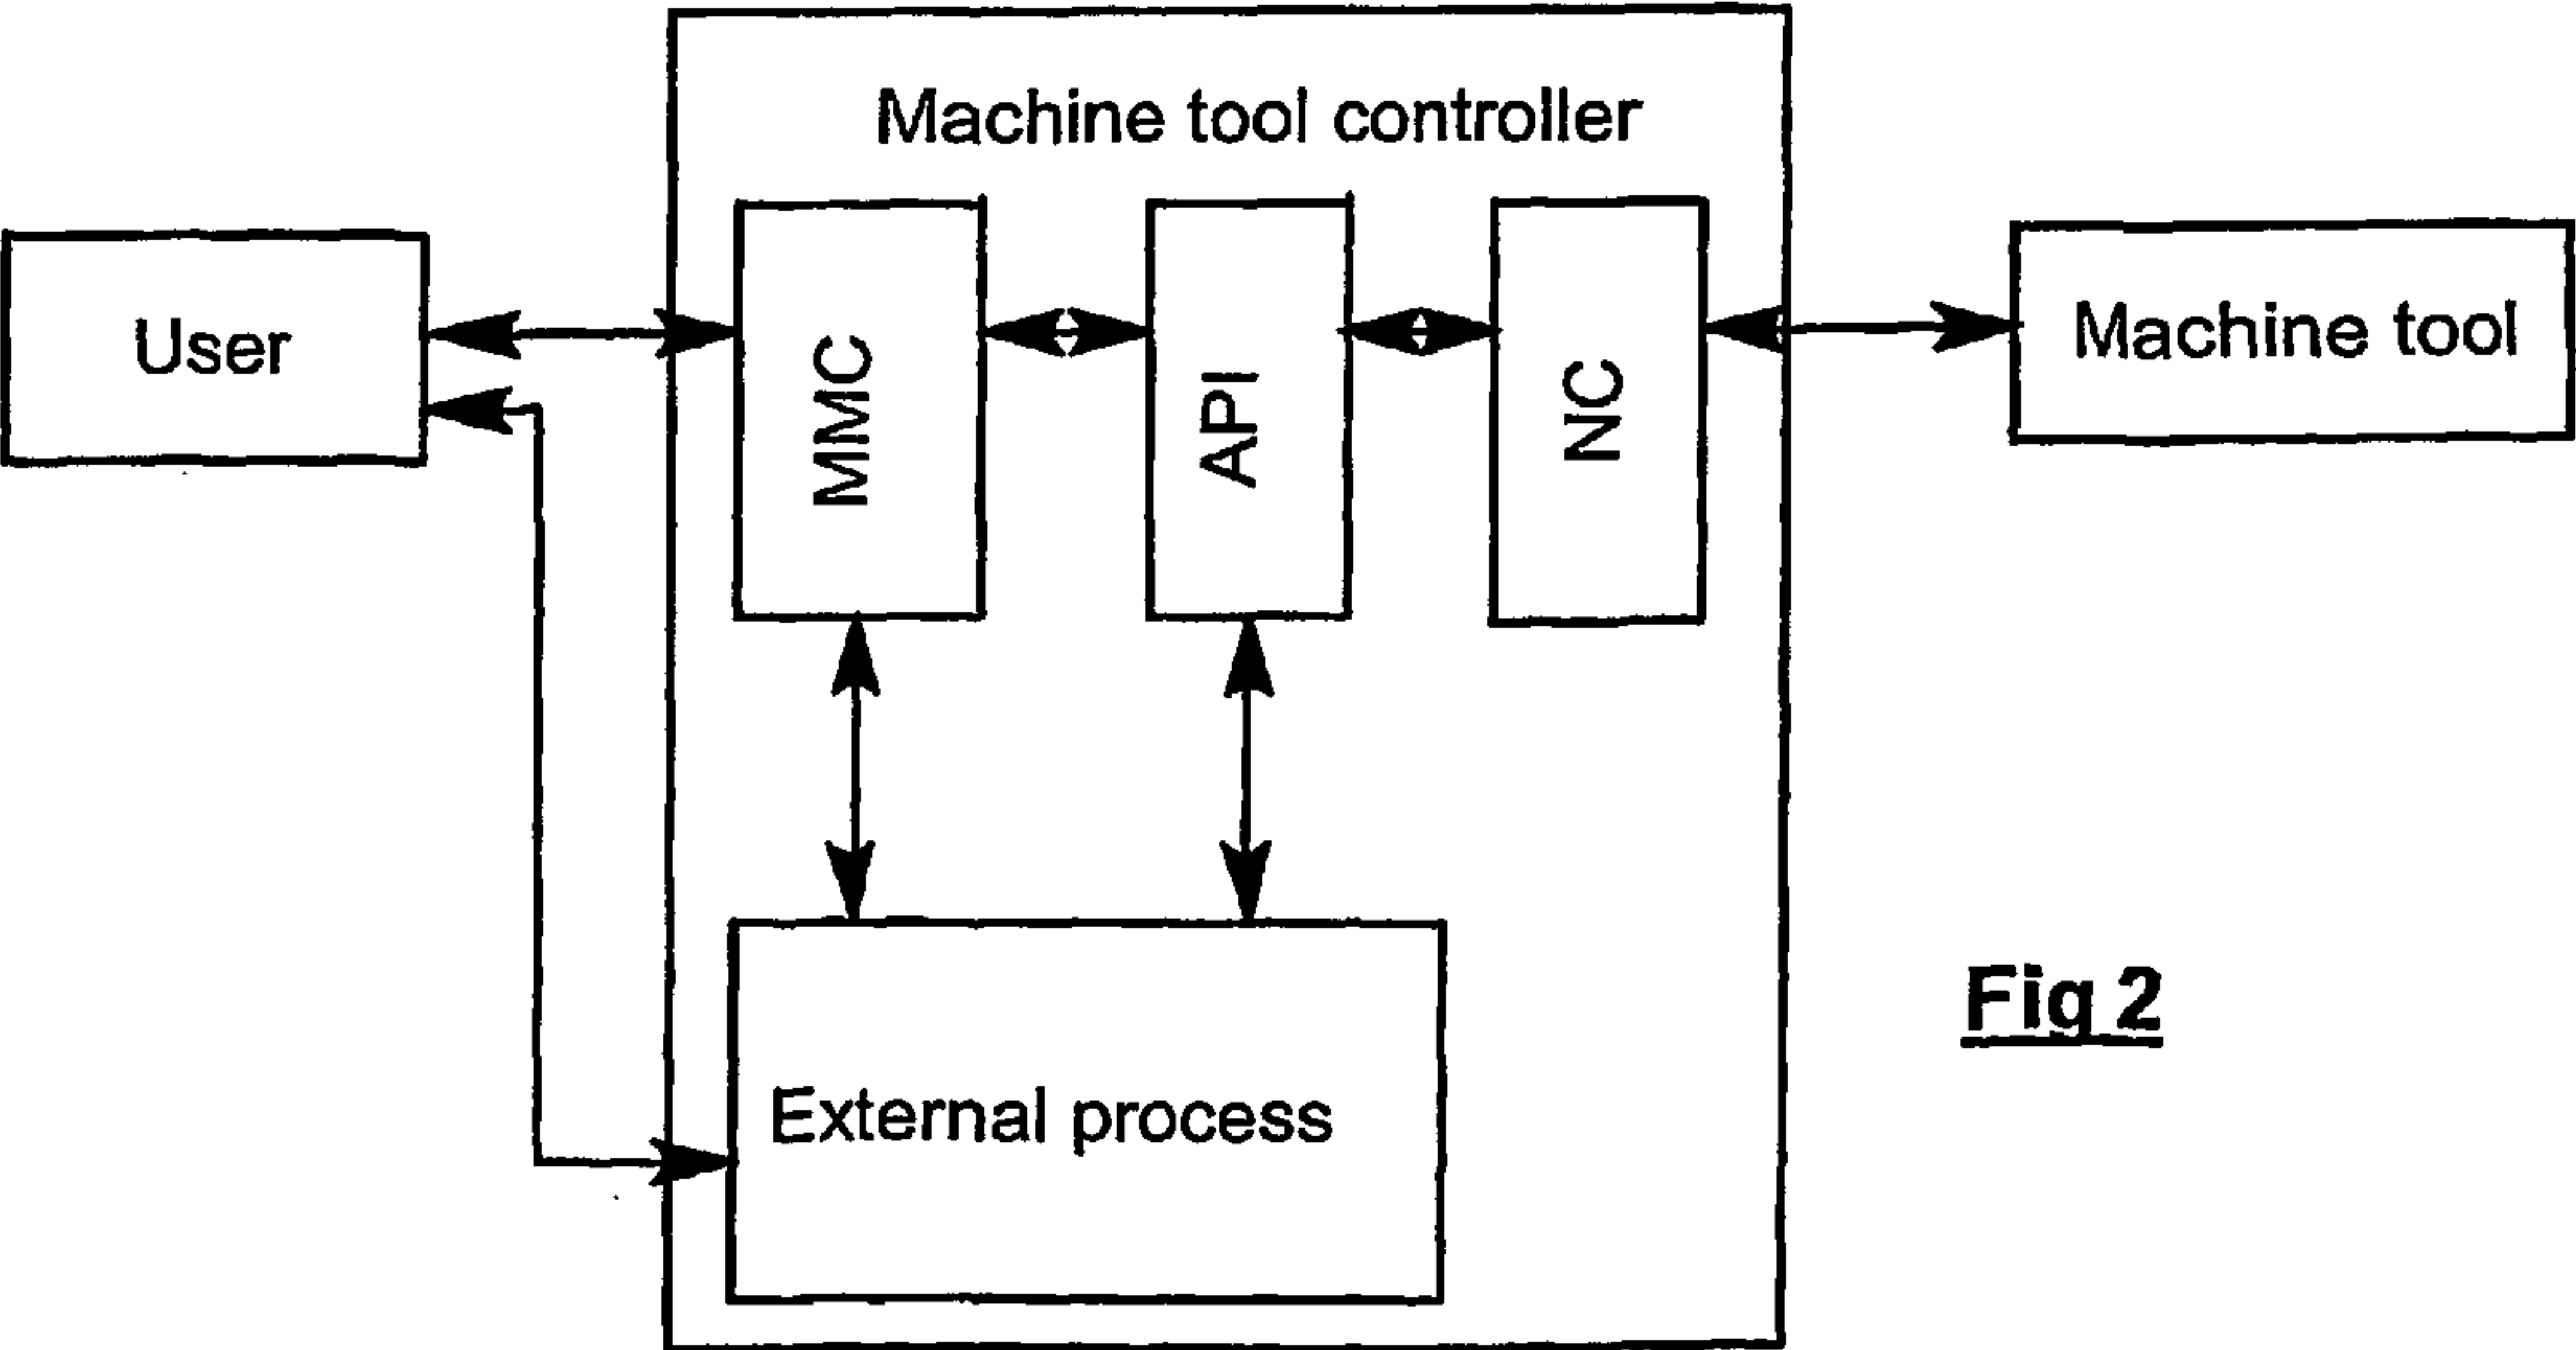 Machine tool controller
User
MMC
API
NC
Machine tool
External process
Fig 2